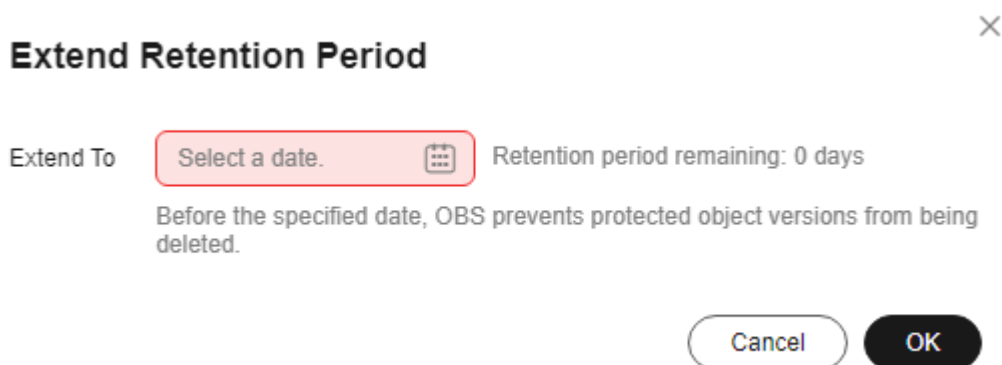 Extend Retention Period
Extend To
Select a date.
Retention period remaining: 0 days
Before the specified date, OBS prevents protected object versions from being
deleted.
Cancel
OK